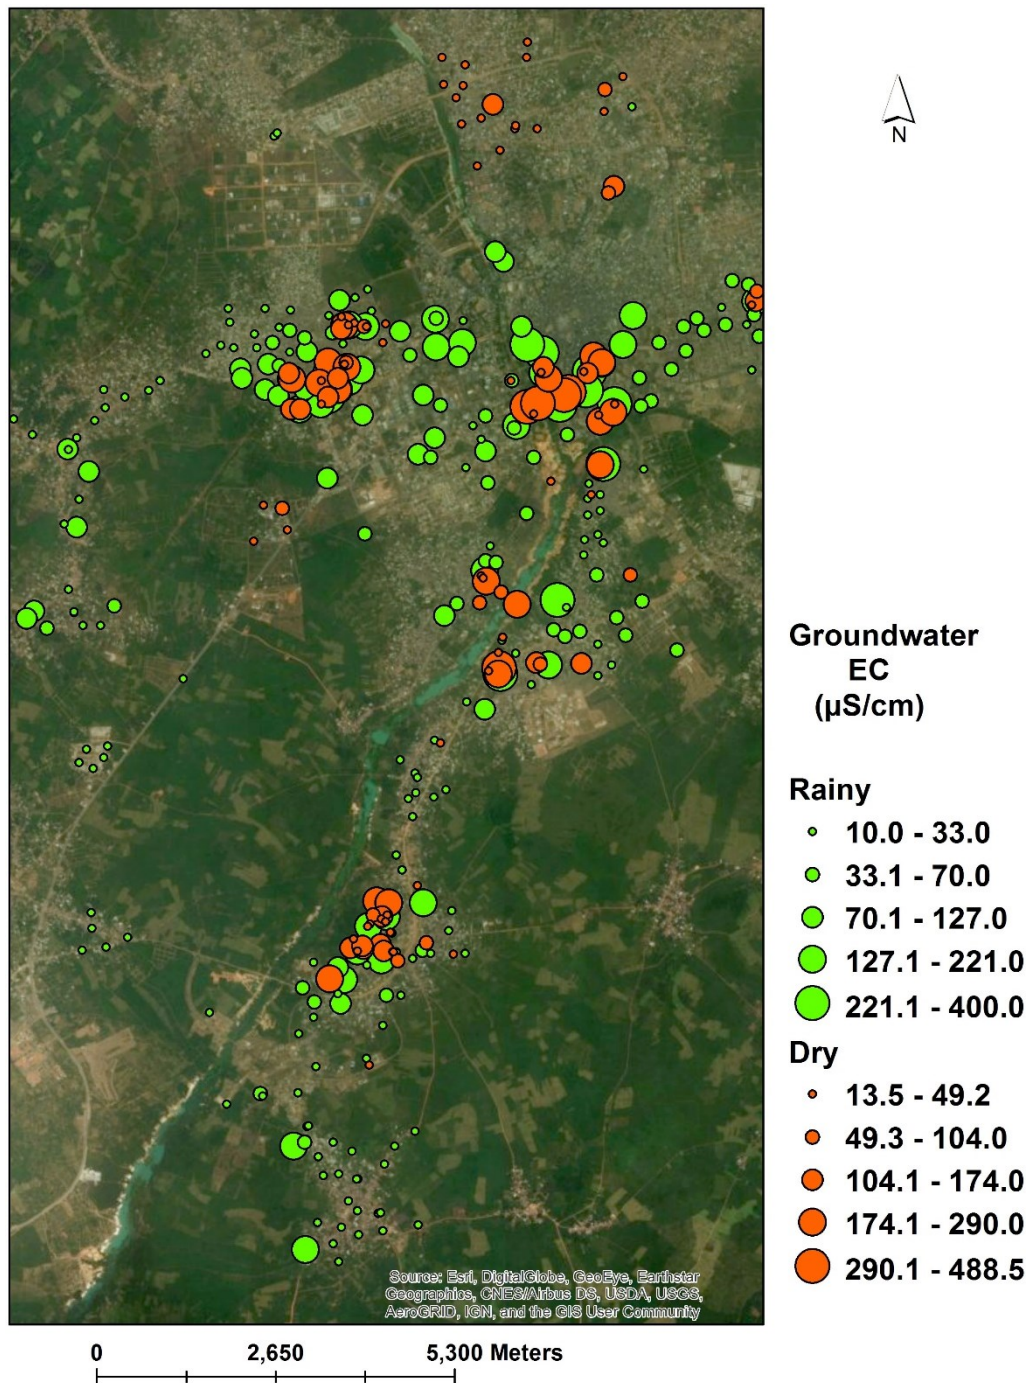 N
Groundwater
EC
(µS/cm)
Rainy
10.0 - 33.0
33.1 - 70.0
70.1 - 127.0
127.1 - 221.0
221.1 - 400.0
Dry
13.5 - 49.2
49.3 - 104.0
104.1 - 174.0
174.1 - 290.0
290.1 - 488.5
Source: Esri, DigitalGlobe, GeoEye, Earthstar
Geographics, CNES/Airbus DS, USDA, USGS,
AeroGRID, IGN, and the GIS User Community
0 2,650 5,300 Meters